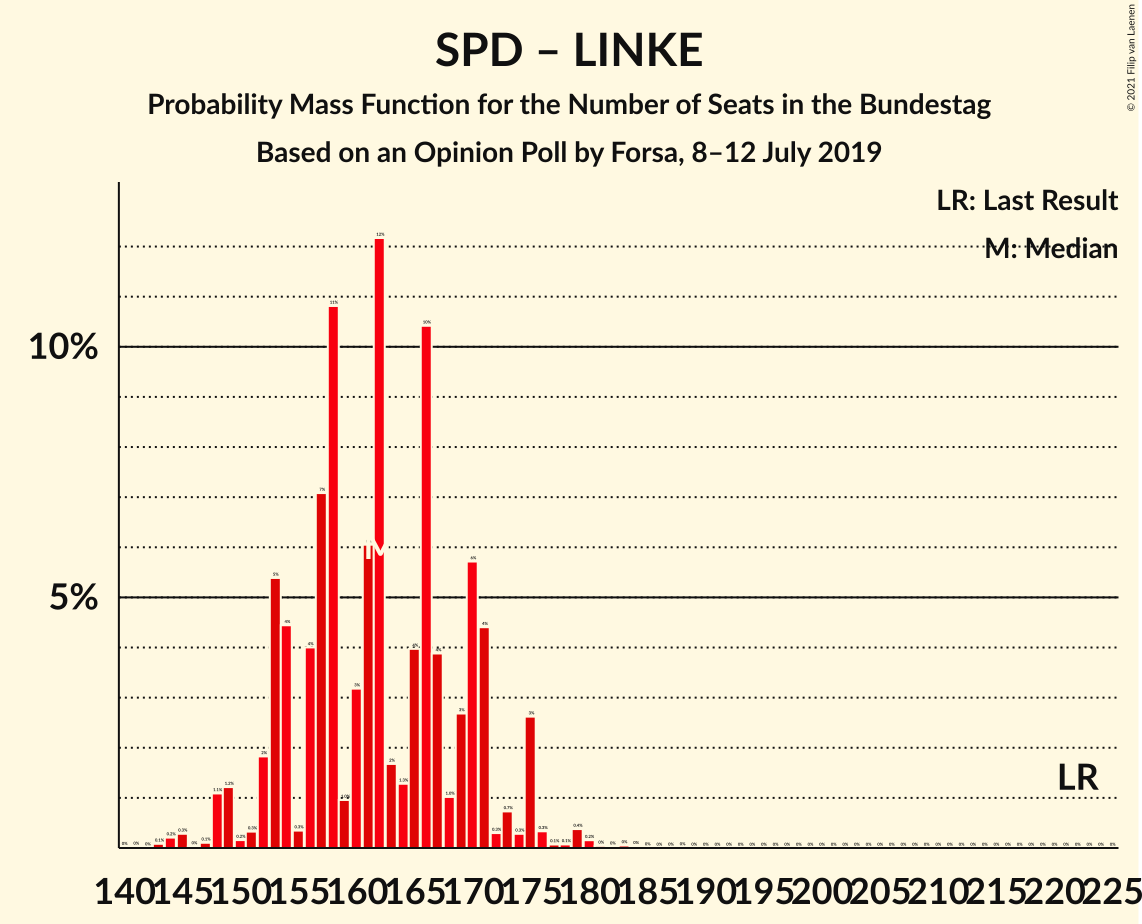 SPD – LINKE
Probability Mass Function for the Number of Seats in the Bundestag
Based on an Opinion Poll by Forsa, 8–12 July 2019
© 2021 Filip van Laenen
LR: Last Result
M: Median
10%
5%
M
LR
140 145 150 155 160 165 170 175 180 185 190 195 200 205 210 215 220 225